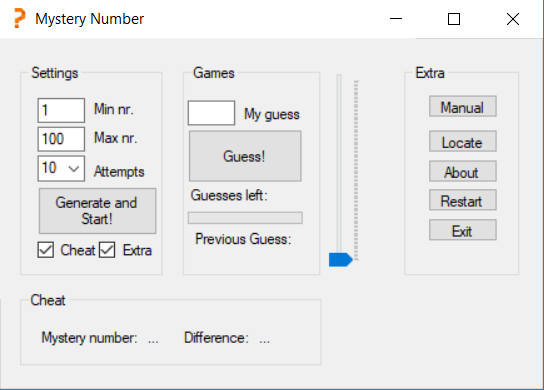 Mystery Number
Settings
1 Min nr.
100 Max nr.
10 Attempts
Generate and
Start!
Cheat Extra
Games
My guess
Guess!
Guesses left:
Previous Guess:
Extra
Manual
Locate
About
Restart
Exit
Cheat
Mystery number: ... Difference: ...